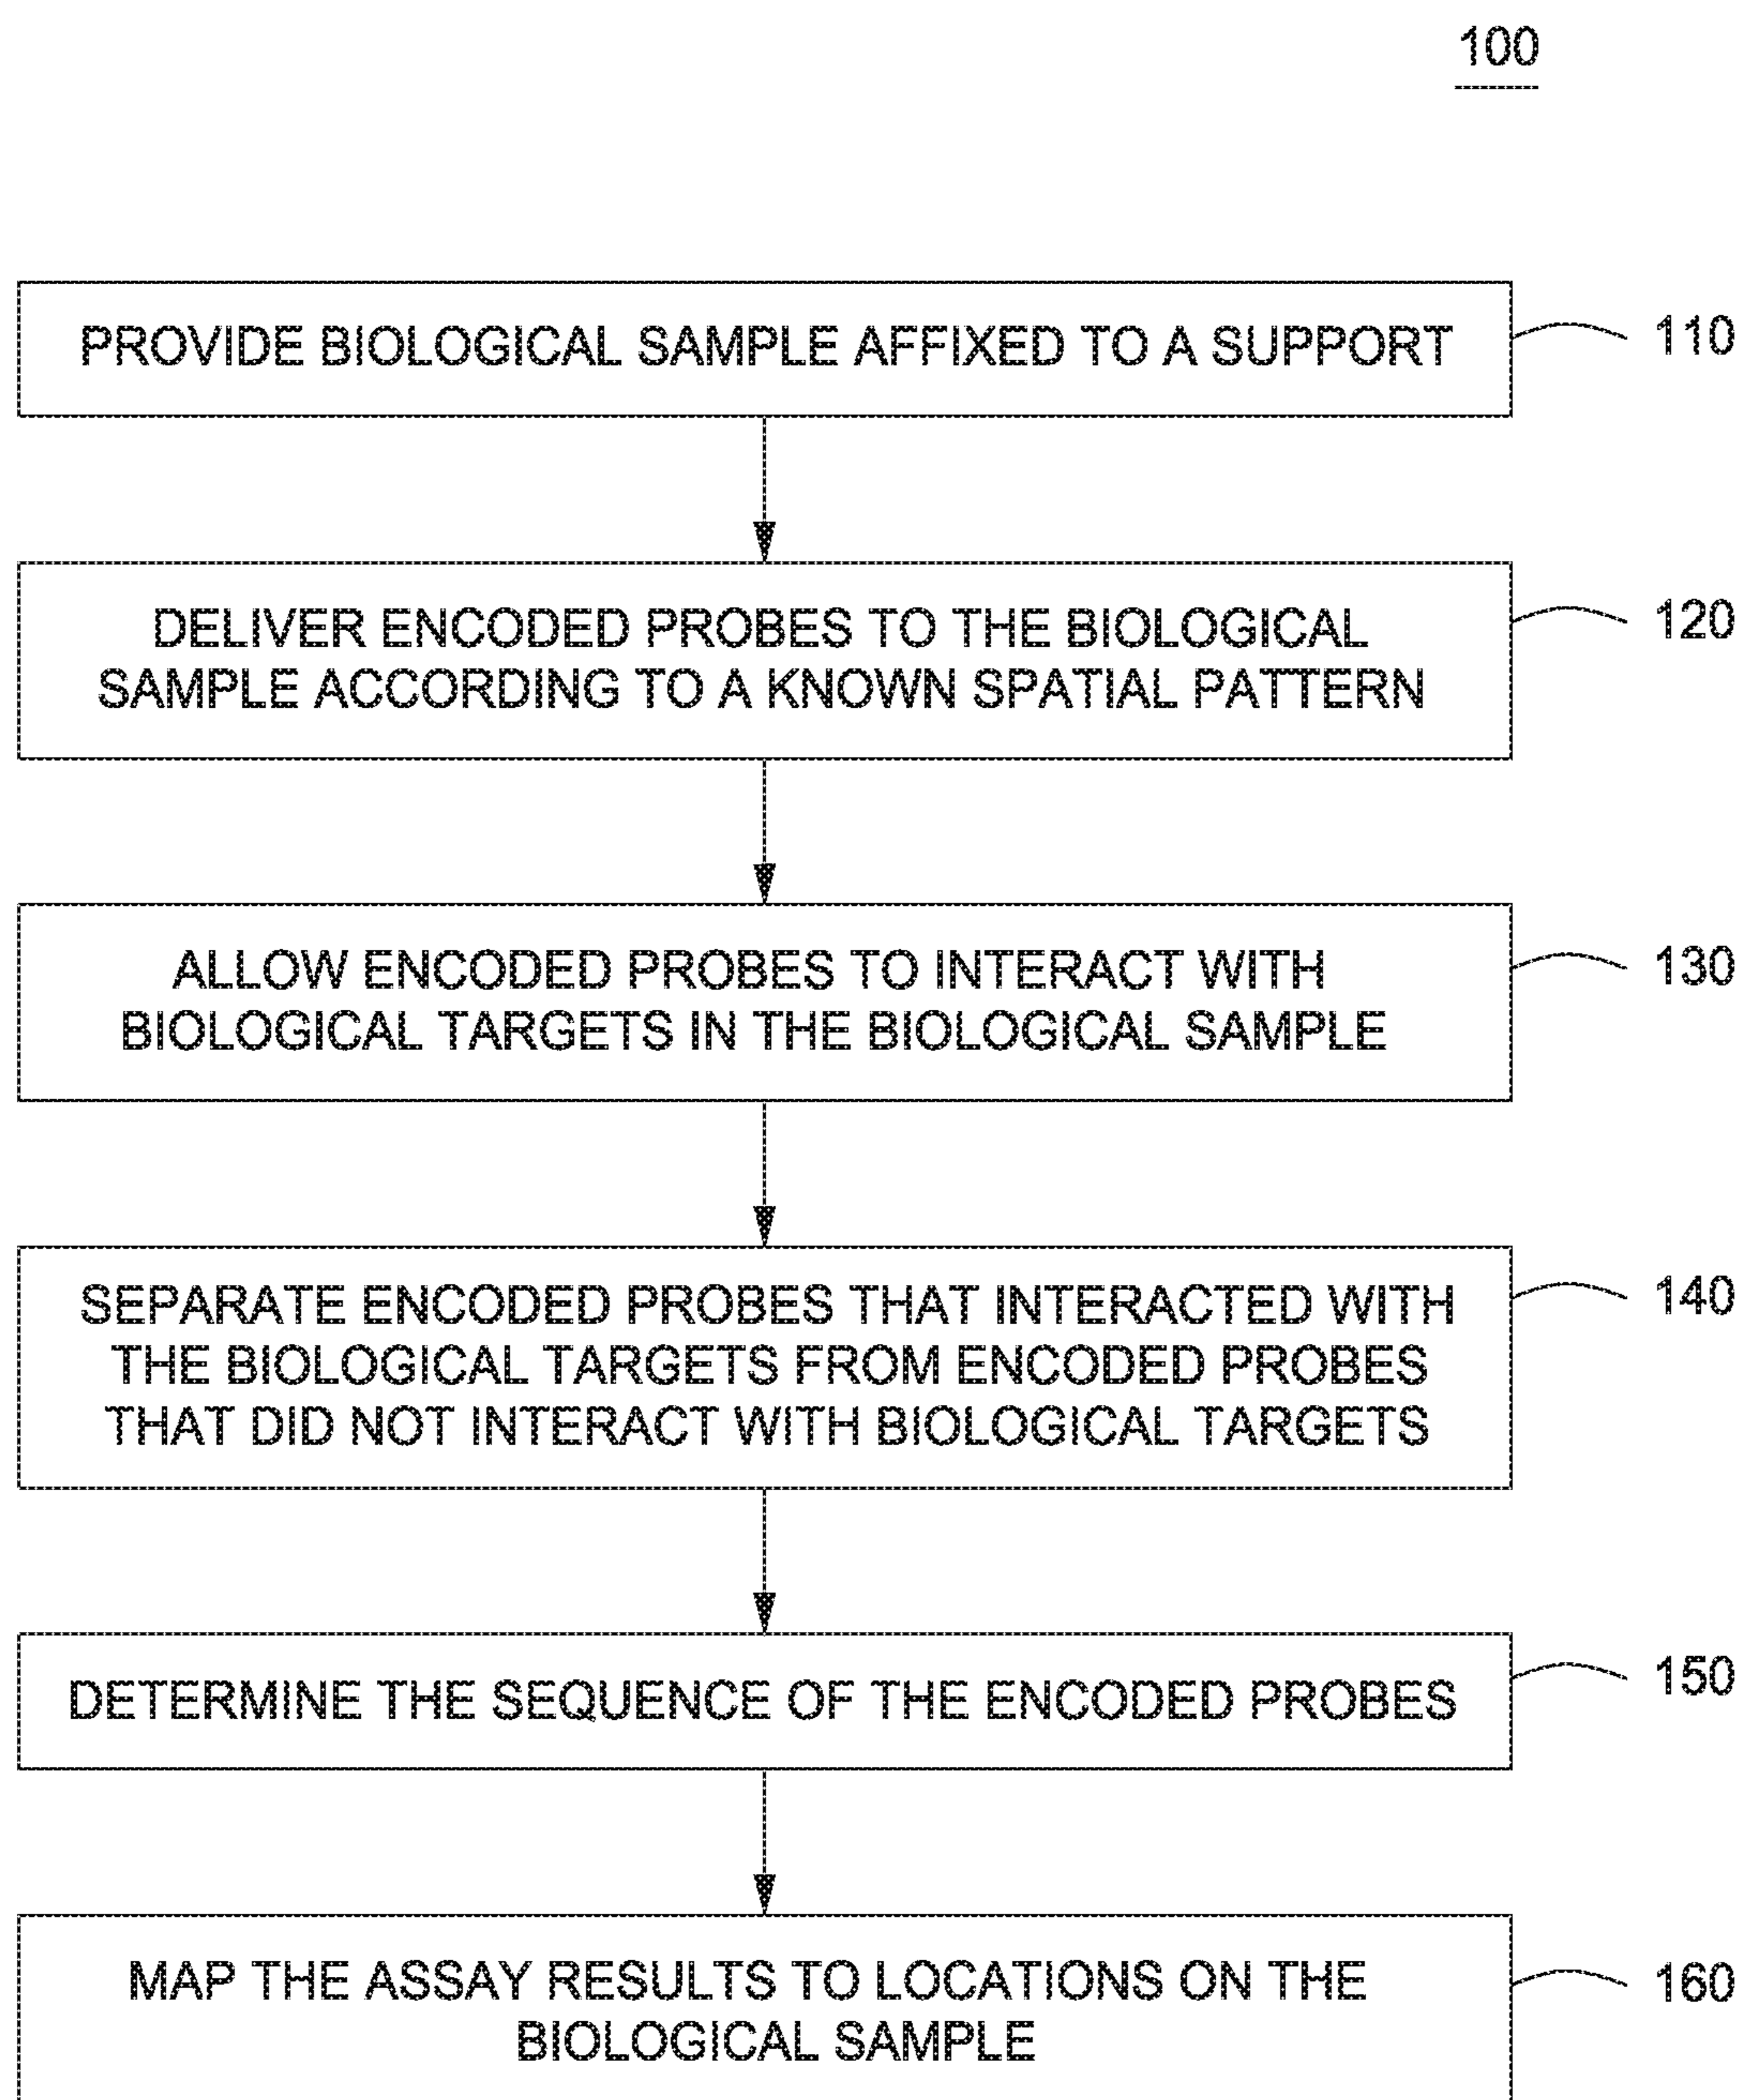 100
PROVIDE BIOLOGICAL SAMPLE AFFIXED TO A SUPPORT
110
DELIVER ENCODED PROBES TO THE BIOLOGICAL
SAMPLE ACCORDING TO A KNOWN SPATIAL PATTERN
120
ALLOW ENCODED PROBES TO INTERACT WITH
BIOLOGICAL TARGETS IN THE BIOLOGICAL SAMPLE
130
SEPARATE ENCODED PROBES THAT INTERACTED WITH
THE BIOLOGICAL TARGETS FROM ENCODED PROBES
THAT DID NOT INTERACT WITH BIOLOGICAL TARGETS
140
DETERMINE THE SEQUENCE OF THE ENCODED PROBES
150
MAP THE ASSAY RESULTS TO LOCATIONS ON THE
BIOLOGICAL SAMPLE
160